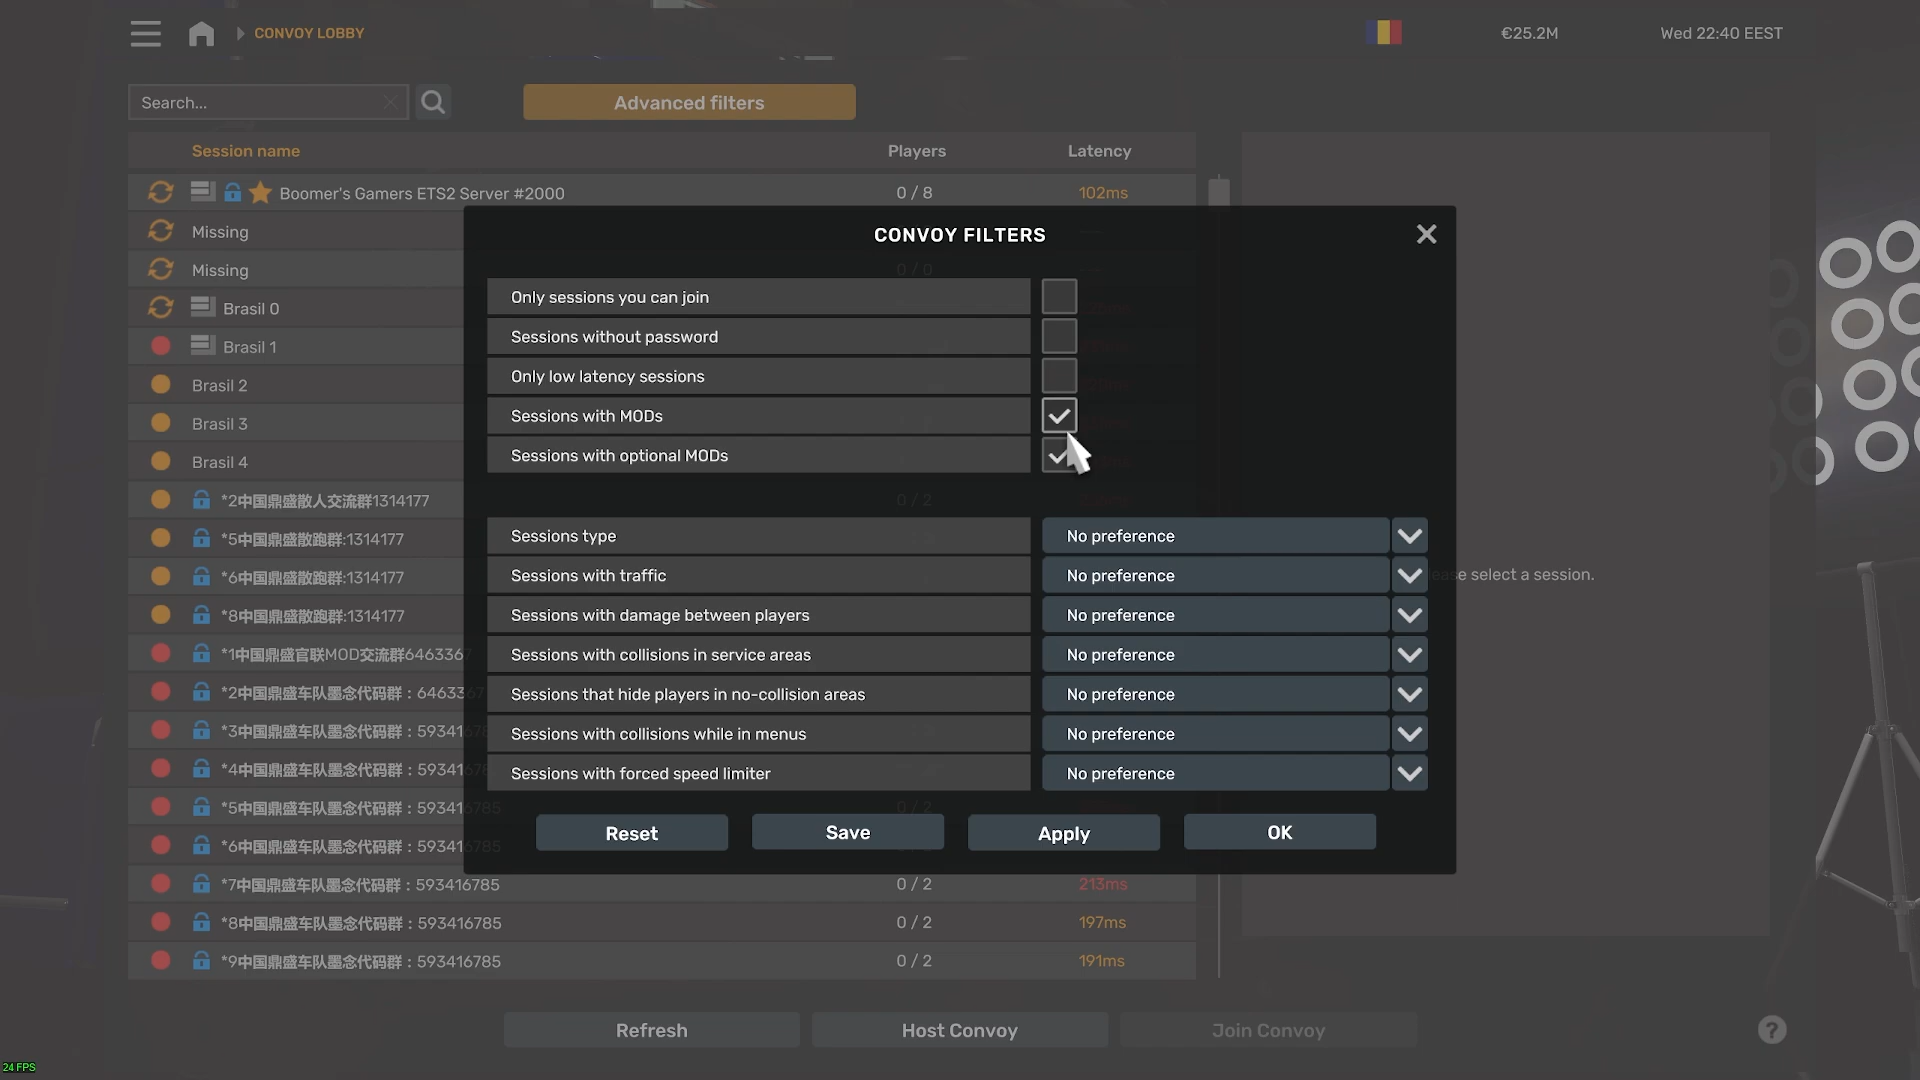 CONVOY LOBBY
€25.2M
Wed 22:40 EEST
Search...
Advanced filters
Session name Players Latency
Boomer's Gamers ETS2 Server #2000 0 / 8 102ms
Missing
Missing 0 / 0
Brasil 0
Brasil 1
Brasil 2
Brasil 3
Brasil 4
*2中国鼎盛散人交流群1314177 0 / 2
*5中国鼎盛散跑群:1314177
*6中国鼎盛散跑群:1314177
*8中国鼎盛散跑群:1314177
*1中国鼎盛官联MOD交流群6463367
*2中国鼎盛车队墨念代码群：6463367
*3中国鼎盛车队墨念代码群：593416785
*4中国鼎盛车队墨念代码群：593416785
*5中国鼎盛车队墨念代码群：593416785 0 / 2
*6中国鼎盛车队墨念代码群：593416785
*7中国鼎盛车队墨念代码群：593416785 0 / 2 213ms
*8中国鼎盛车队墨念代码群：593416785 0 / 2 197ms
*9中国鼎盛车队墨念代码群：593416785 0 / 2 191ms
CONVOY FILTERS
Only sessions you can join
Sessions without password
Only low latency sessions
Sessions with MODs
Sessions with optional MODs
Sessions type No preference
Sessions with traffic No preference
Sessions with damage between players No preference
Sessions with collisions in service areas No preference
Sessions that hide players in no-collision areas No preference
Sessions with collisions while in menus No preference
Sessions with forced speed limiter No preference
Reset Save Apply OK
ease select a session.
Refresh Host Convoy Join Convoy
?
24 FPS